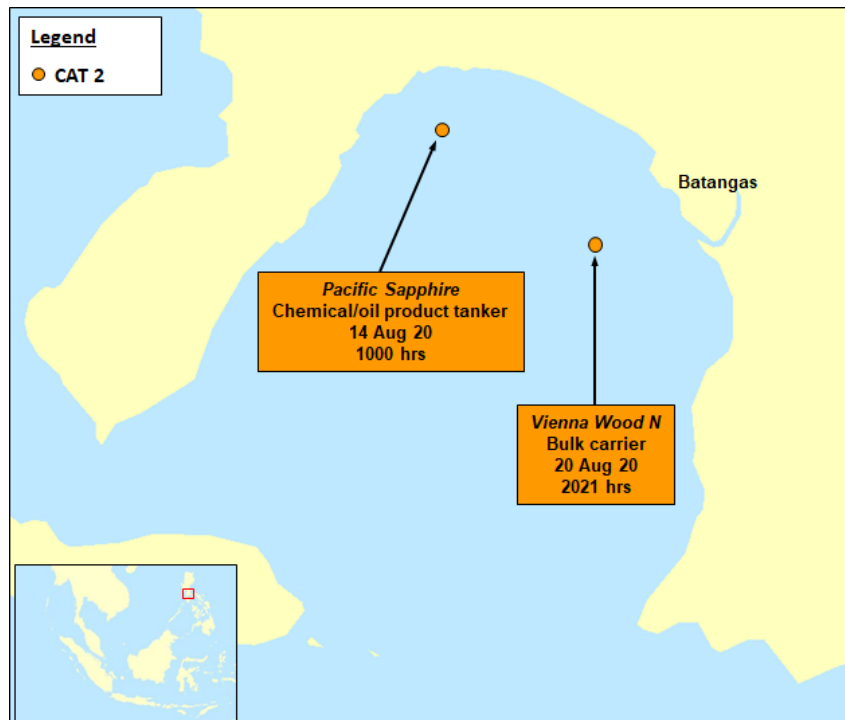 Legend
CAT 2
Batangas
Pacific Sapphire
Chemical/oil product tanker
14 Aug 20
1000 hrs
Vienna Wood N
Bulk carrier
20 Aug 20
2021 hrs